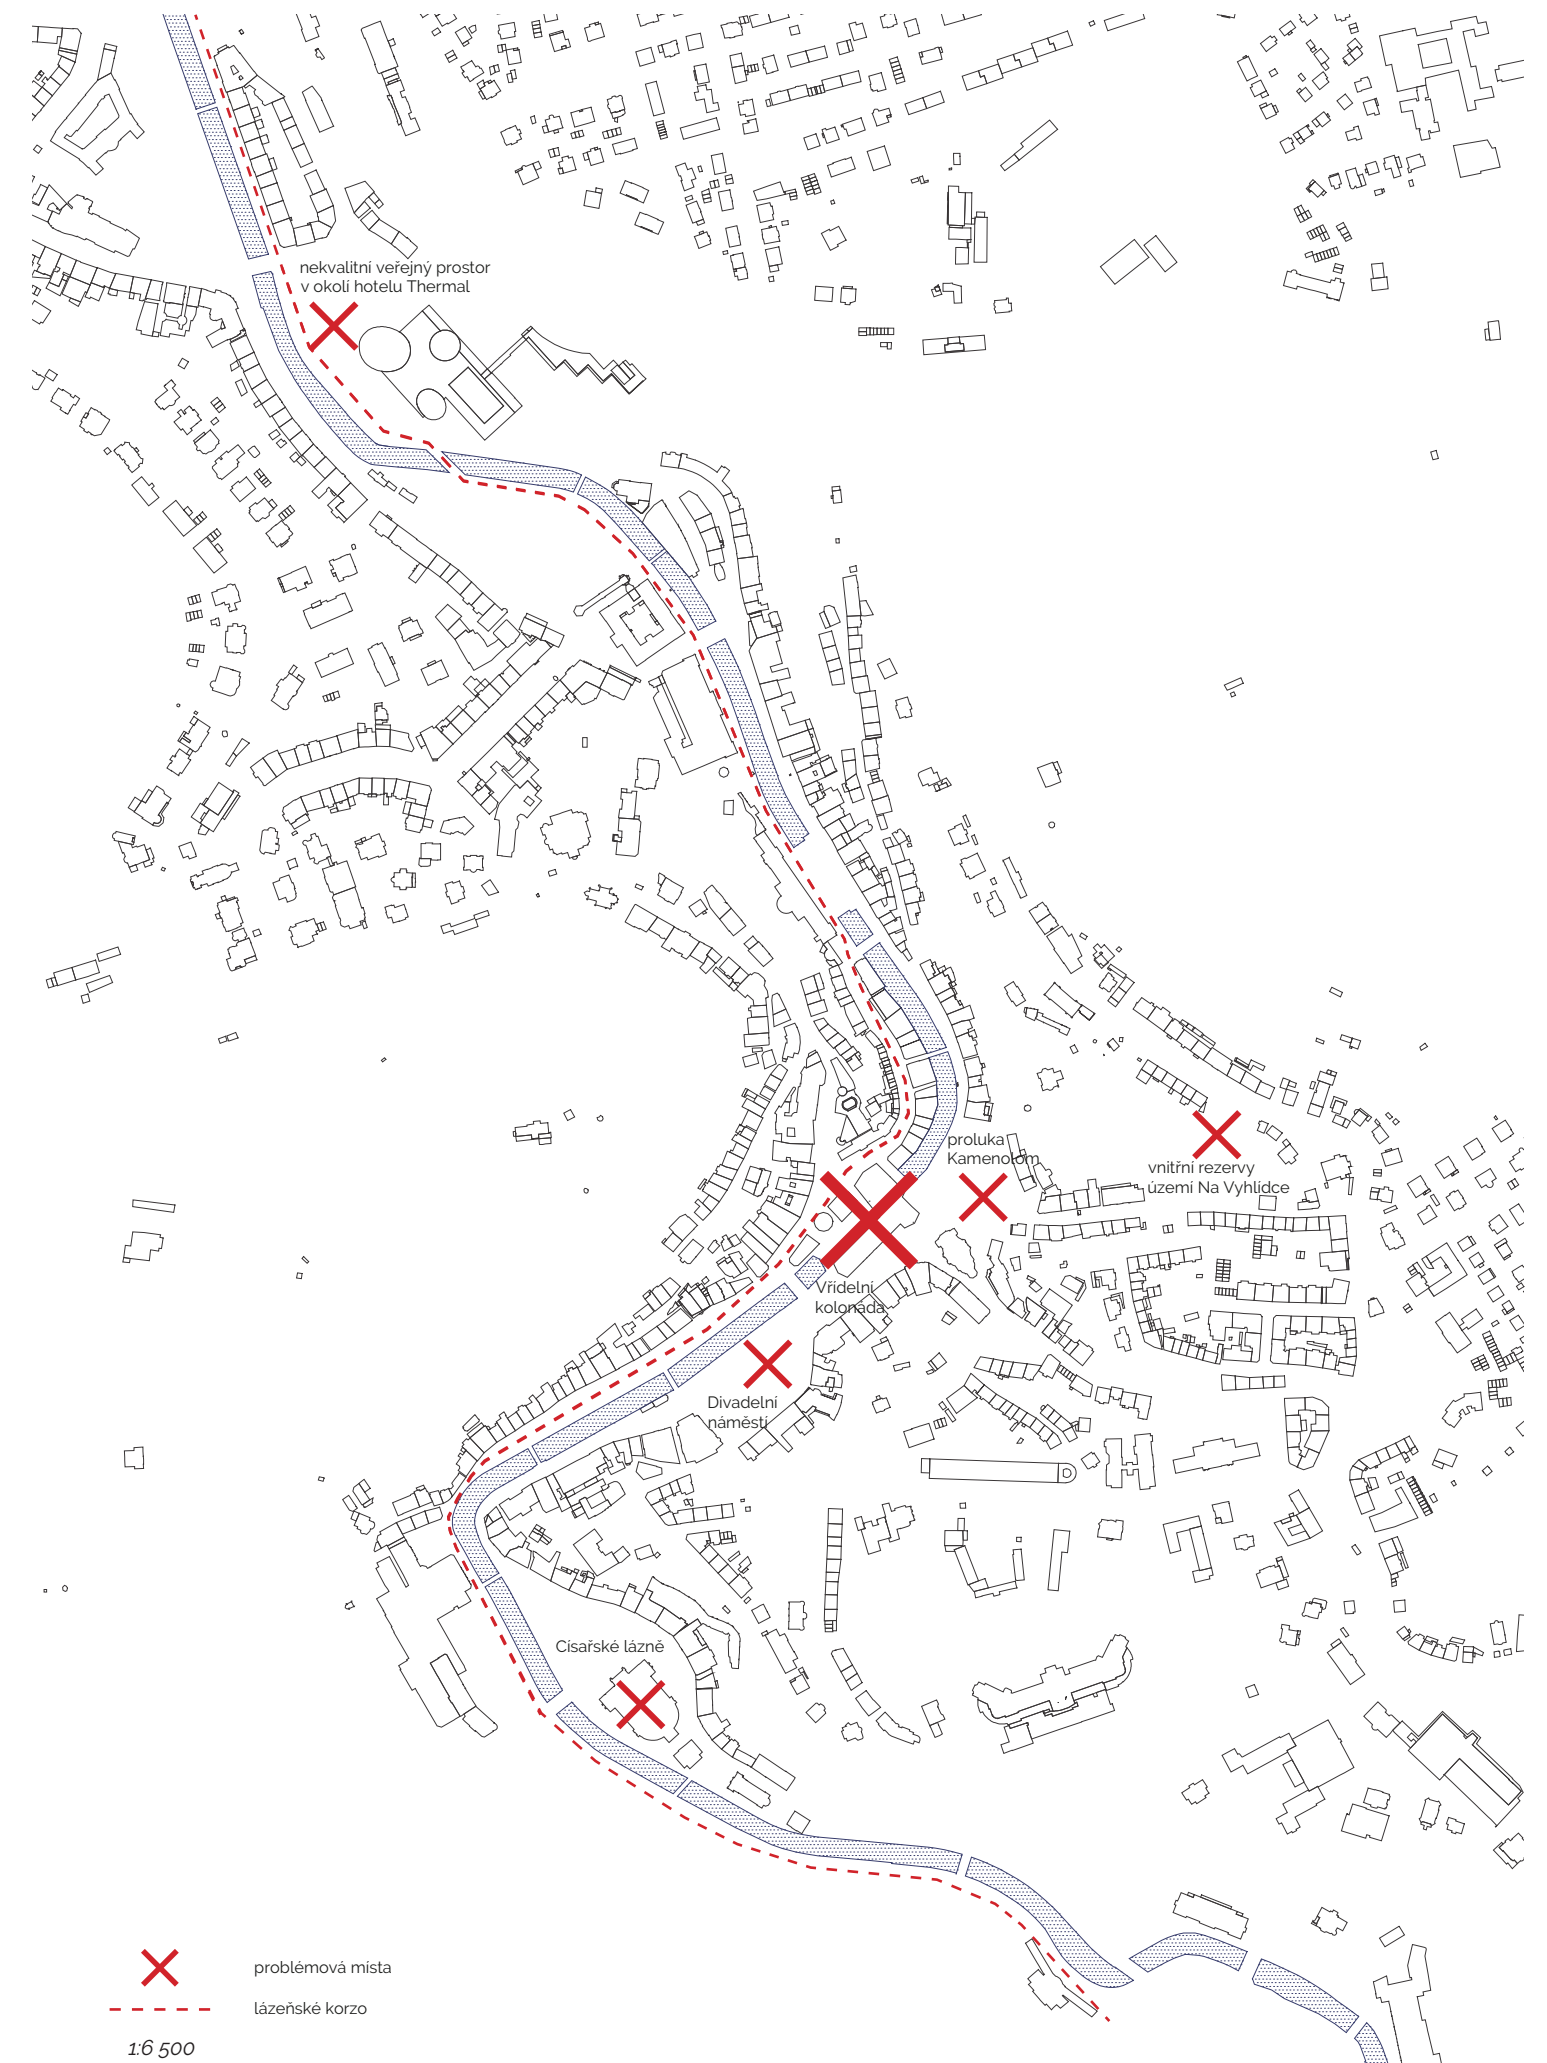 nekvalitní veřejný prostor
v okolí hotelu Thermal
proluka
Kamenolom
vnitřní rezervy
území Na Vyhlídce
Vřídelní
kolonáda
Divadelní
náměstí
Císařské lázně
problémová místa
lázeňské korzo
1:6 500